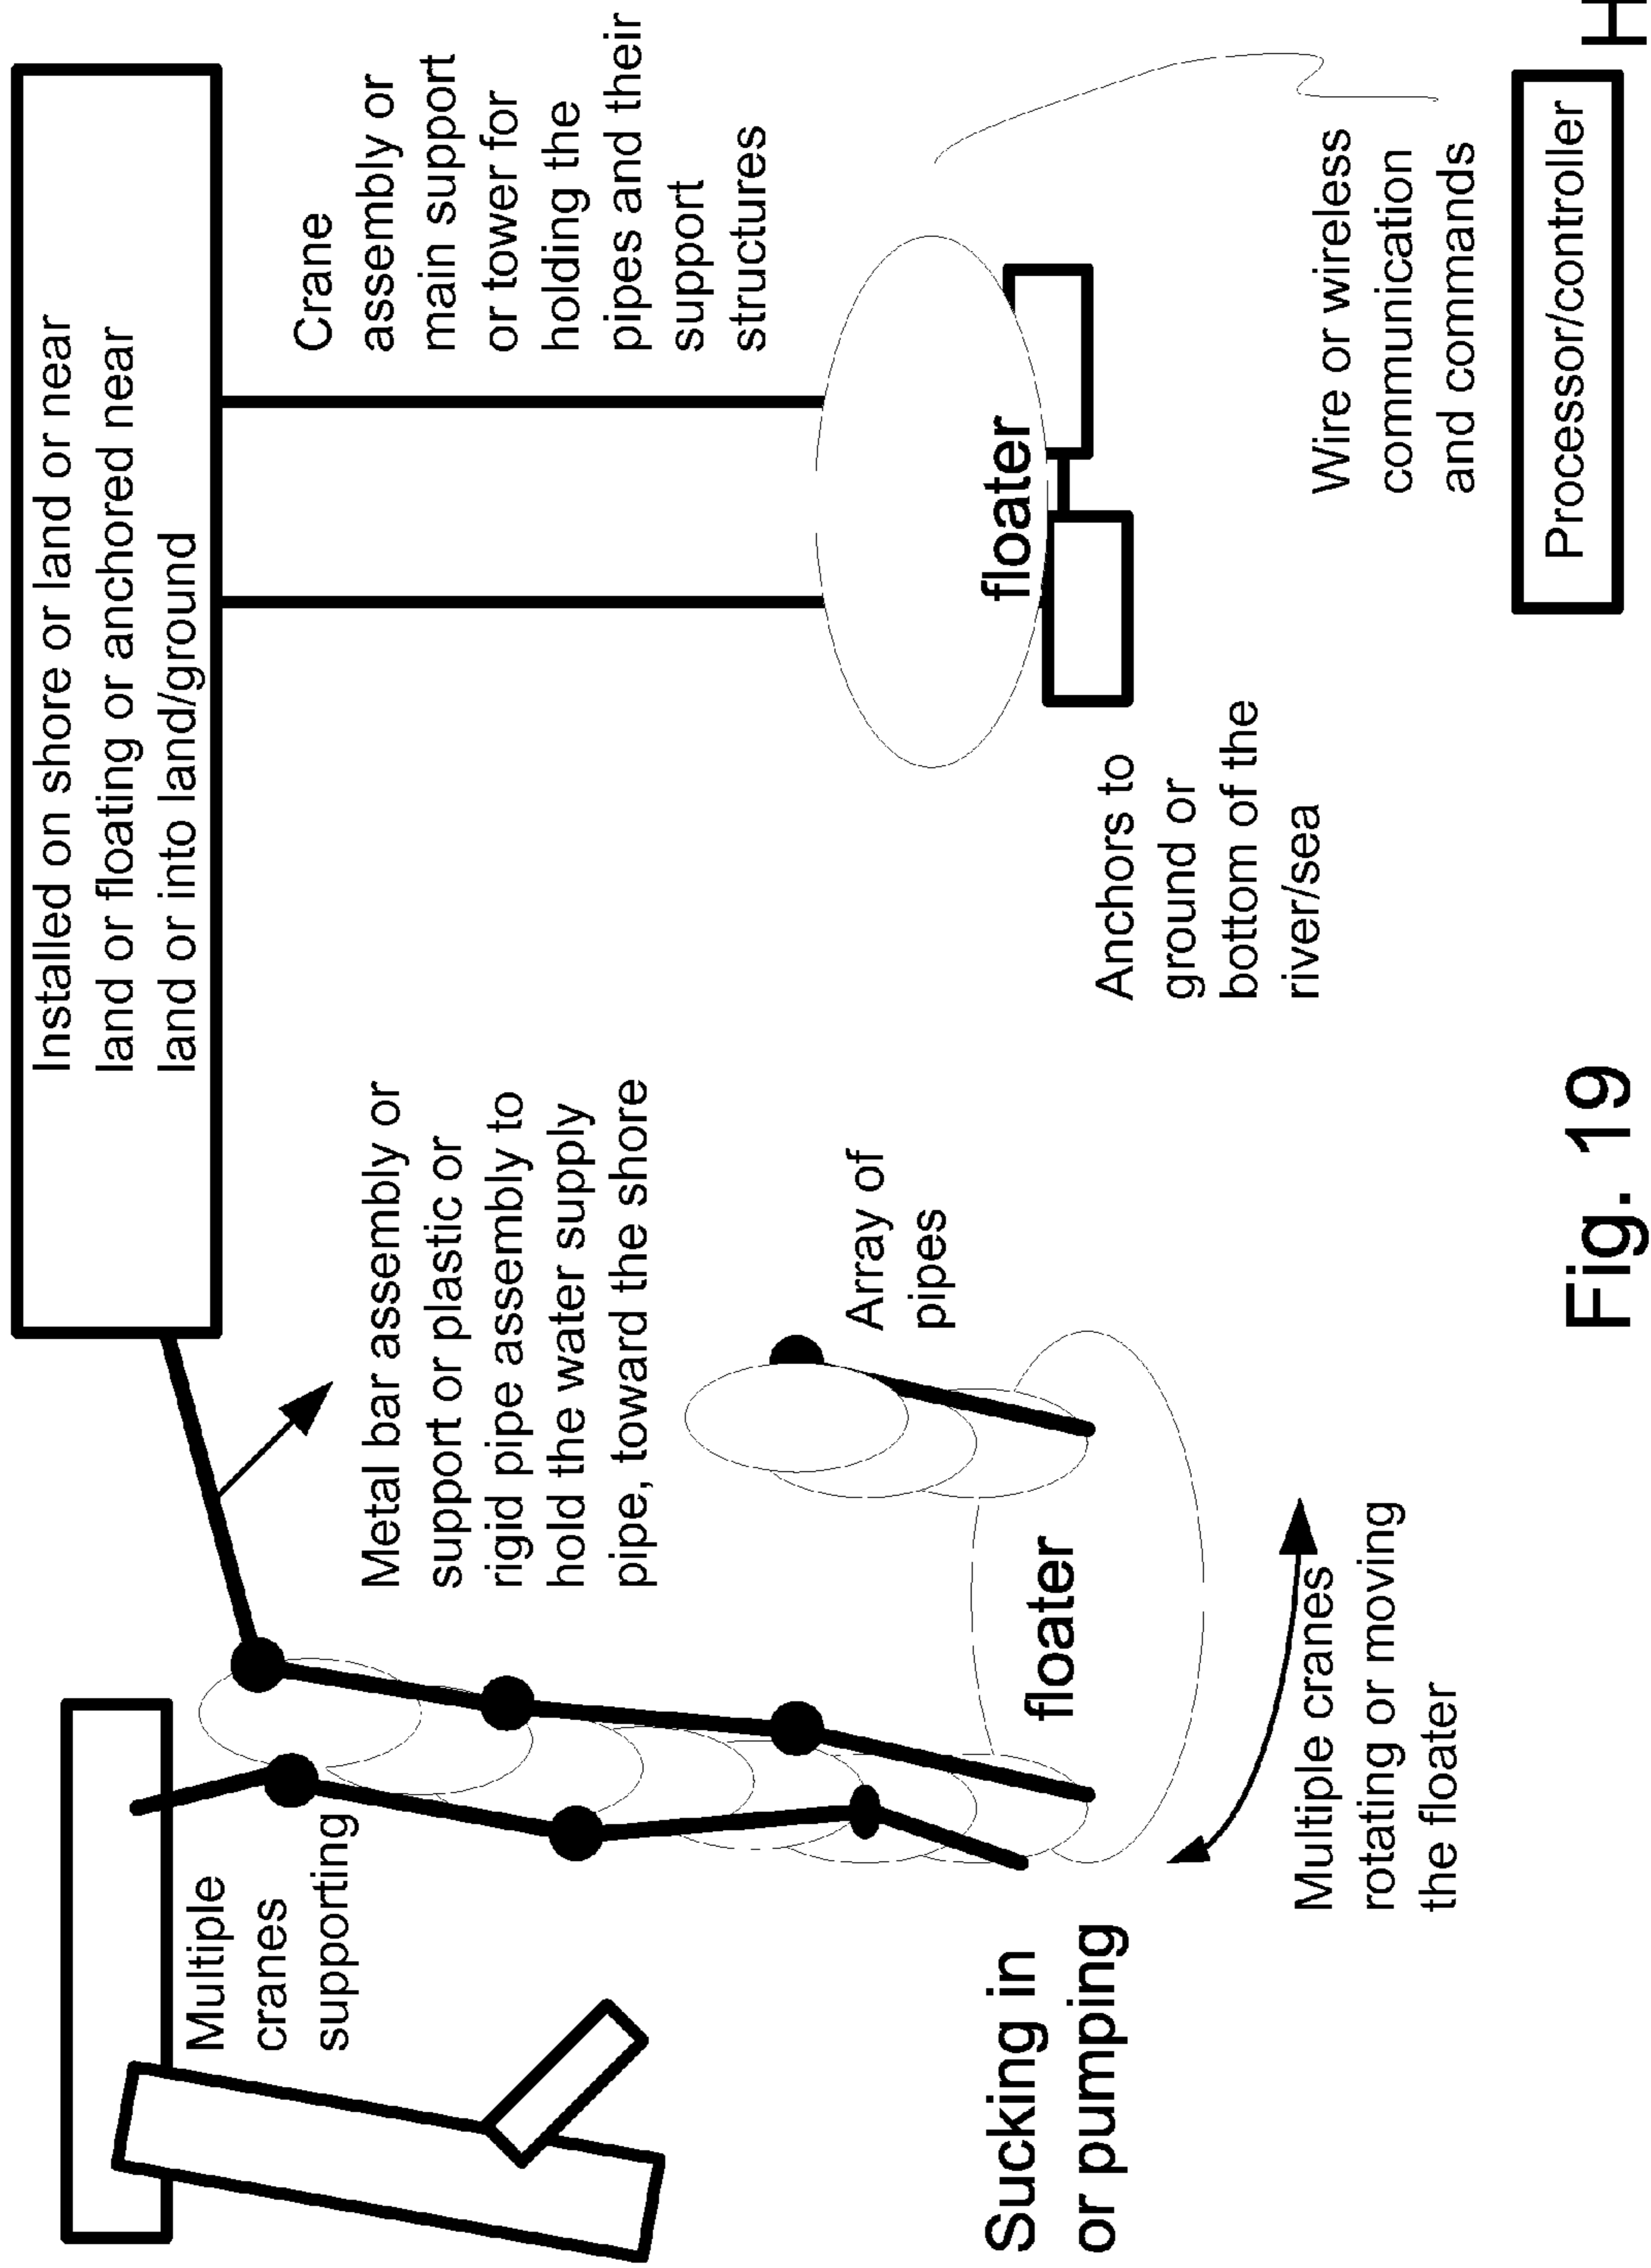 Installed on shore or land or near
land or floating or anchored near
land or into land/ground
Multiple
cranes
supporting
Metal bar assembly or
support or plastic or
rigid pipe assembly to
hold the water supply
pipe, toward the shore
Crane
assembly or
main support
or tower for
holding the
pipes and their
support
structures
Array of
pipes
floater
floater
Sucking in
or pumping
Anchors to
ground or
bottom of the
river/sea
Multiple cranes
rotating or moving
the floater
Wire or wireless
communication
and commands
Processor/controller
Fig. 19
H